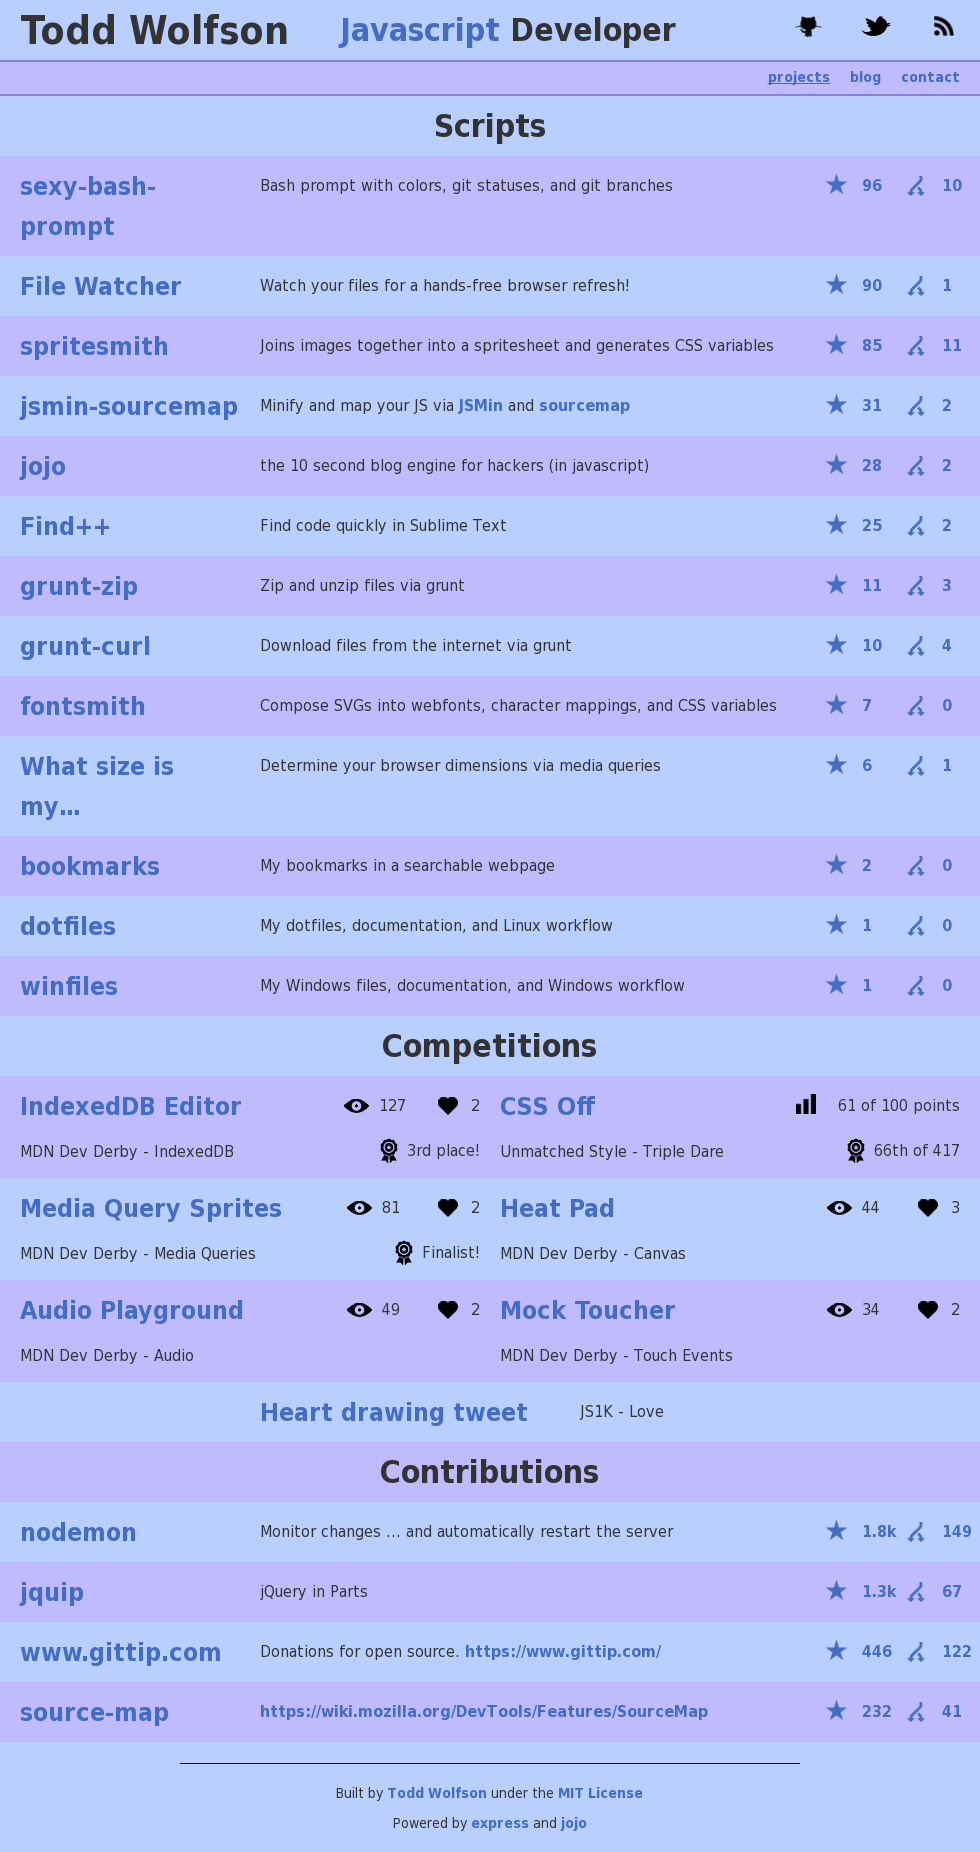 Todd Wolfson
Javascript Developer
projects blog contact
Scripts
sexy-bash-
prompt
Bash prompt with colors, git statuses, and git branches 96 10
File Watcher Watch your files for a hands-free browser refresh! 90 1
spritesmith Joins images together into a spritesheet and generates CSS variables 85 11
jsmin-sourcemap Minify and map your JS via JSMin and sourcemap 31 2
jojo the 10 second blog engine for hackers (in javascript) 28 2
Find++ Find code quickly in Sublime Text 25 2
grunt-zip Zip and unzip files via grunt 11 3
grunt-curl Download files from the internet via grunt 10 4
fontsmith Compose SVGs into webfonts, character mappings, and CSS variables 7 0
What size is
my...
Determine your browser dimensions via media queries 6 1
bookmarks My bookmarks in a searchable webpage 2 0
dotfiles My dotfiles, documentation, and Linux workflow 1 0
winfiles My Windows files, documentation, and Windows workflow 1 0
Competitions
IndexedDB Editor 127 2
MDN Dev Derby - IndexedDB 3rd place!
CSS Off 61 of 100 points
Unmatched Style - Triple Dare 66th of 417
Media Query Sprites 81 2
MDN Dev Derby - Media Queries Finalist!
Heat Pad 44 3
MDN Dev Derby - Canvas
Audio Playground 49 2
MDN Dev Derby - Audio
Mock Toucher 34 2
MDN Dev Derby - Touch Events
Heart drawing tweet JS1K - Love
Contributions
nodemon Monitor changes ... and automatically restart the server 1.8k 149
jquip jQuery in Parts 1.3k 67
www.gittip.com Donations for open source. https://www.gittip.com/ 446 122
source-map https://wiki.mozilla.org/DevTools/Features/SourceMap 232 41
Built by Todd Wolfson under the MIT License
Powered by express and jojo